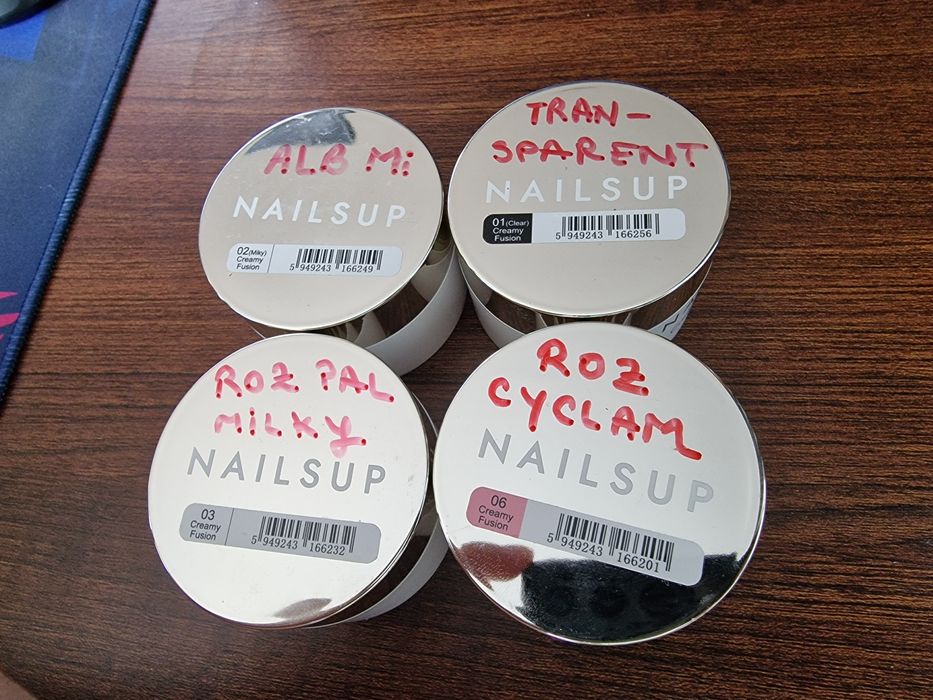 ALB Mi
NAILSUP
02(Milky)
Creamy
Fusion
5 949243 166249
TRAN-
SPARENT
NAILSUP
01(Clear)
Creamy
Fusion
5 949243 166256
ROZ PAL
MILKY
NAILSUP
03
Creamy
Fusion
5 949243 166232
ROZ
CYCLAM
NAILSUP
06
Creamy
Fusion
5 949243 166201